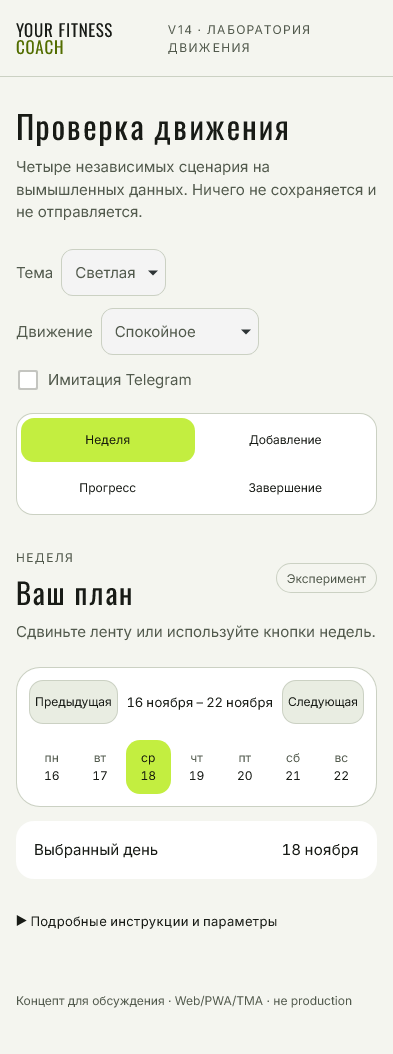 YOUR FITNESS
COACH
V14 · ЛАБОРАТОРИЯ
ДВИЖЕНИЯ
Проверка движения
Четыре независимых сценария на
вымышленных данных. Ничего не сохраняется и
не отправляется.
Тема Светлая
Движение Спокойное
Имитация Telegram
Неделя Добавление
Прогресс Завершение
НЕДЕЛЯ
Ваш план
Эксперимент
Сдвиньте ленту или используйте кнопки недель.
Предыдущая 16 ноября – 22 ноября Следующая
пн вт ср чт пт сб вс
16 17 18 19 20 21 22
Выбранный день 18 ноября
Подробные инструкции и параметры
Концепт для обсуждения · Web/PWA/TMA · не production